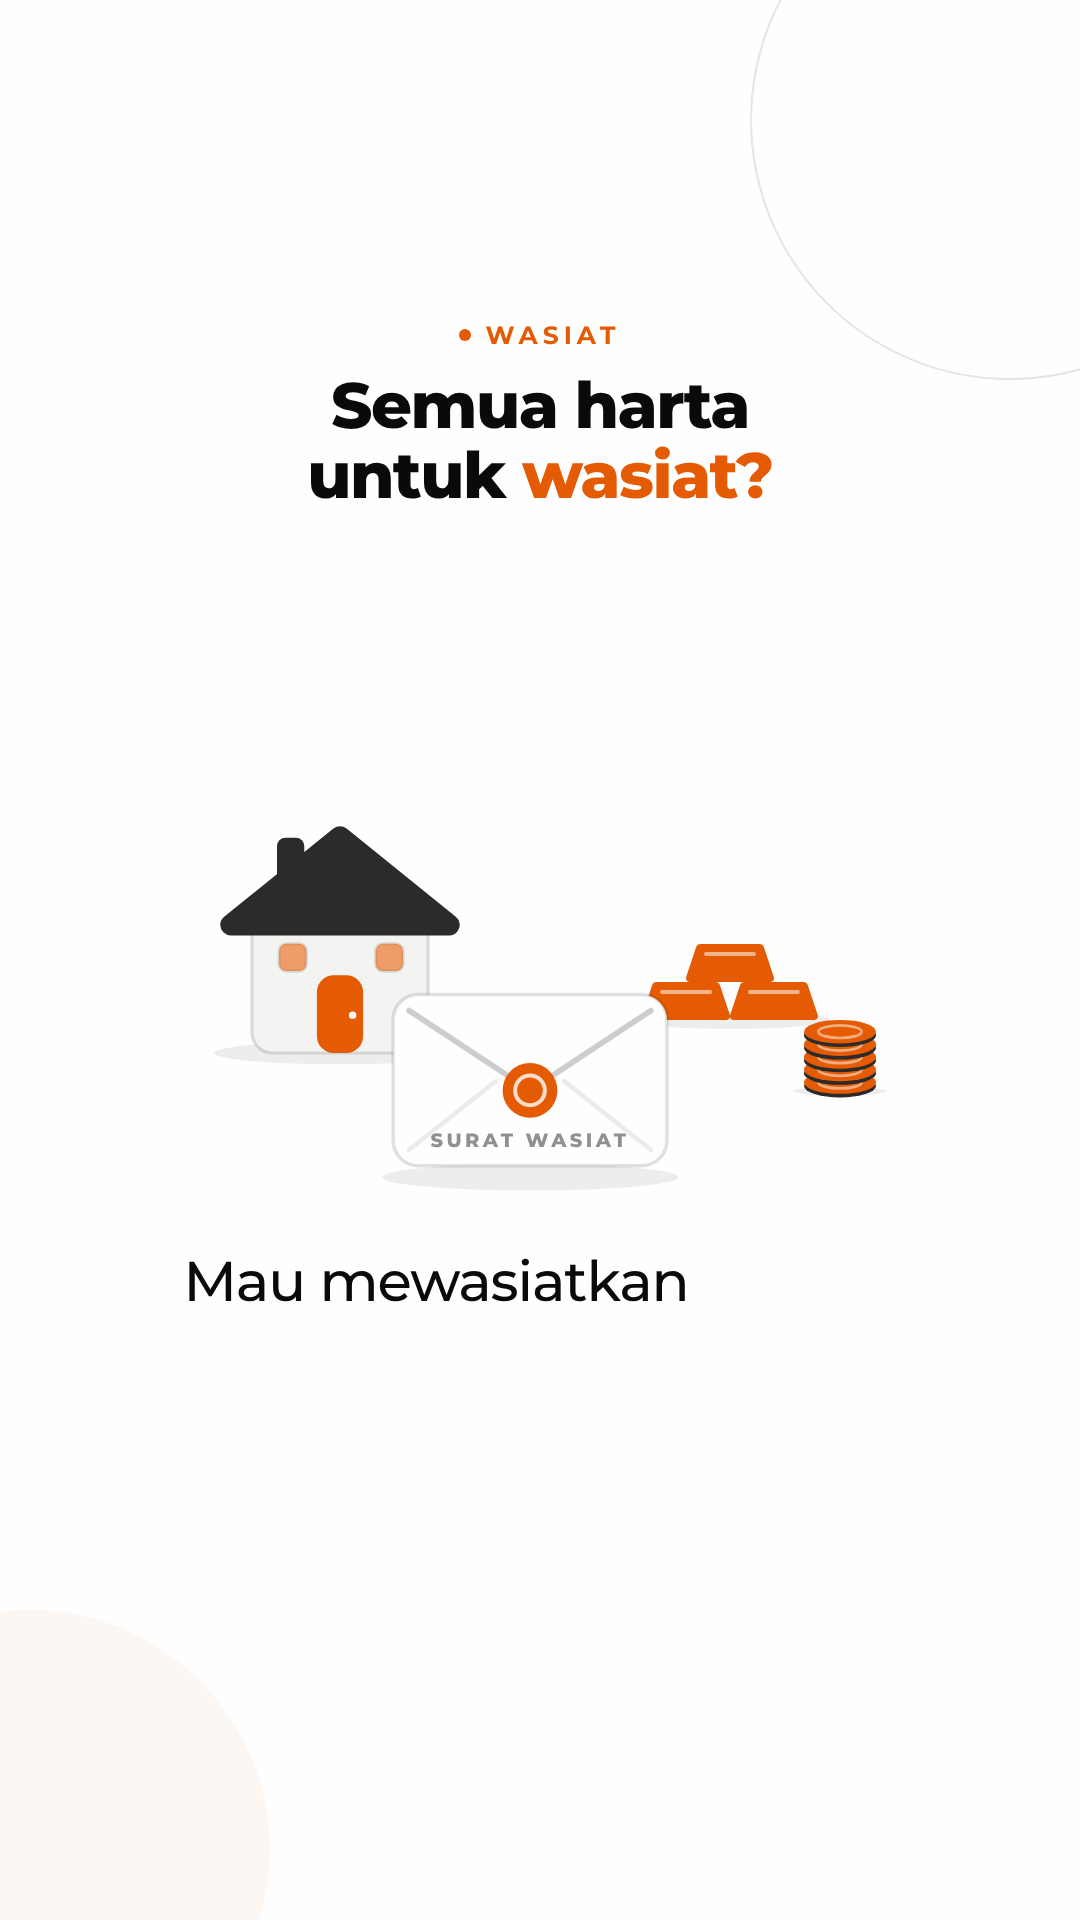 WASIAT
Semua harta
untuk wasiat?
SURAT WASIAT
Mau mewasiatkan